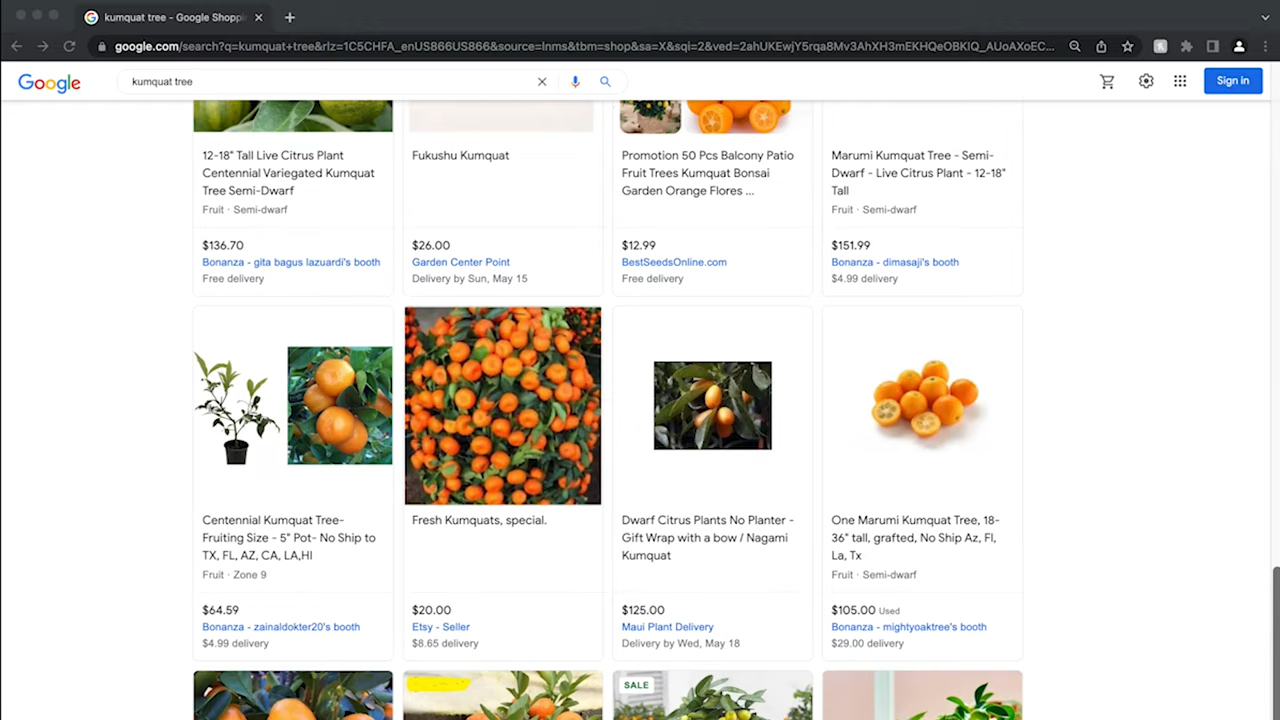 kumquat tree - Google Shoppi
google.com/search?q=kumquat+tree&rlz=1C5CHFA_enUS866US866&source=lnms&tbm=shop&sa=X&sqi=2&ved=2ahUKEwjY5rqa8Mv3AhXH3mEKHQeOBKIQ_AUoAXoEC...
Google
kumquat tree
Sign in
12-18" Tall Live Citrus Plant
Centennial Variegated Kumquat
Tree Semi-Dwarf
Fruit · Semi-dwarf
$136.70
Bonanza - gita bagus lazuardi's booth
Free delivery
Fukushu Kumquat
$26.00
Garden Center Point
Delivery by Sun, May 15
Promotion 50 Pcs Balcony Patio
Fruit Trees Kumquat Bonsai
Garden Orange Flores ...
$12.99
BestSeedsOnline.com
Free delivery
Marumi Kumquat Tree - Semi-
Dwarf - Live Citrus Plant - 12-18"
Tall
Fruit · Semi-dwarf
$151.99
Bonanza - dimasaji's booth
$4.99 delivery
Centennial Kumquat Tree-
Fruiting Size - 5" Pot- No Ship to
TX, FL, AZ, CA, LA,HI
Fruit · Zone 9
$64.59
Bonanza - zainaldokter20's booth
$4.99 delivery
Fresh Kumquats, special.
$20.00
Etsy - Seller
$8.65 delivery
Dwarf Citrus Plants No Planter -
Gift Wrap with a bow / Nagami
Kumquat
$125.00
Maui Plant Delivery
Delivery by Wed, May 18
One Marumi Kumquat Tree, 18-
36" tall, grafted, No Ship Az, Fl,
La, Tx
Fruit · Semi-dwarf
$105.00 Used
Bonanza - mightyoaktree's booth
$29.00 delivery
SALE